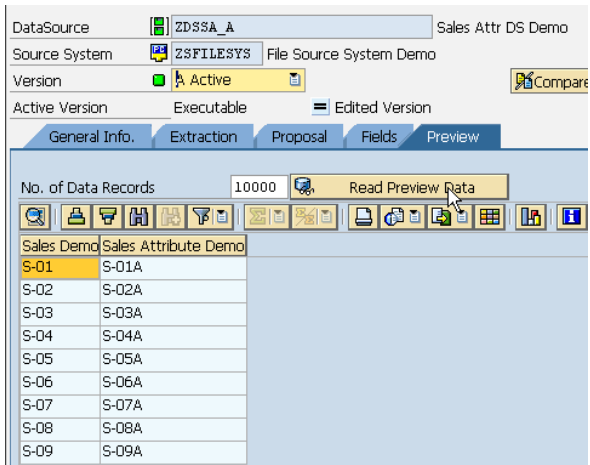 DataSource ZDSSA_A Sales Attr DS Demo
Source System ZSFILESYS File Source System Demo
Version A Active Compare
Active Version Executable = Edited Version
General Info. Extraction Proposal Fields Preview
No. of Data Records 10000 Read Preview Data
Sales Demo Sales Attribute Demo
S-01 S-01A
S-02 S-02A
S-03 S-03A
S-04 S-04A
S-05 S-05A
S-06 S-06A
S-07 S-07A
S-08 S-08A
S-09 S-09A